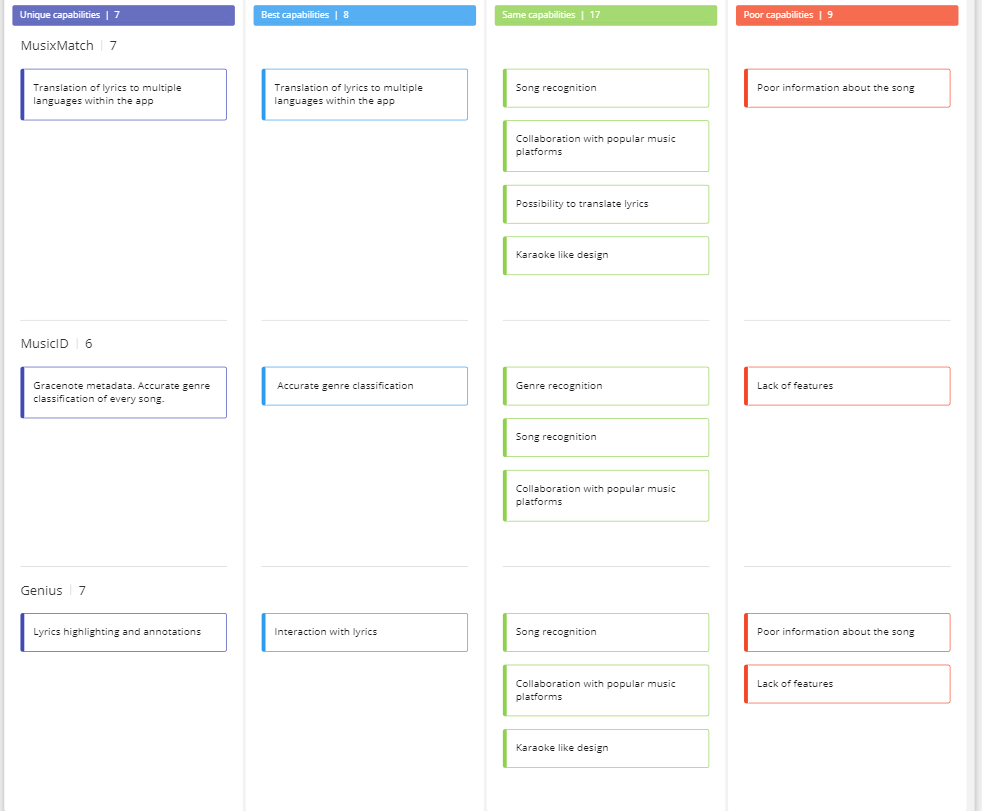 Unique capabilities | 7
Best capabilities | 8
Same capabilities | 17
Poor capabilities | 9
MusixMatch | 7
Translation of lyrics to multiple
languages within the app
Translation of lyrics to multiple
languages within the app
Song recognition
Collaboration with popular music
platforms
Possibility to translate lyrics
Karaoke like design
Poor information about the song
MusicID | 6
Gracenote metadata. Accurate genre
classification of every song.
Accurate genre classification
Genre recognition
Song recognition
Collaboration with popular music
platforms
Lack of features
Genius | 7
Lyrics highlighting and annotations
Interaction with lyrics
Song recognition
Collaboration with popular music
platforms
Karaoke like design
Poor information about the song
Lack of features